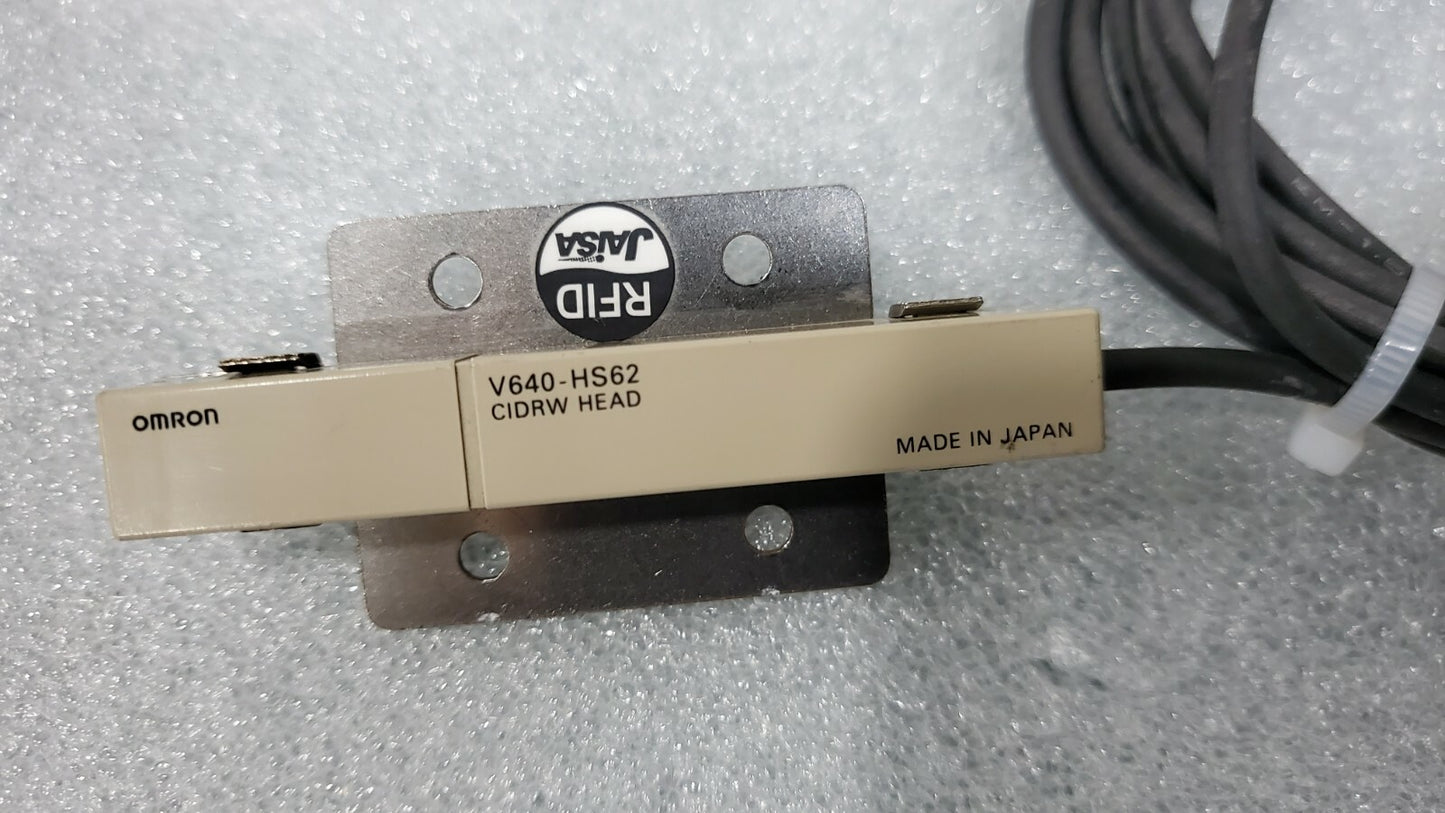 JAiSA
RFID
OMRON
V640-HS62
CIDRW HEAD
MADE IN JAPAN